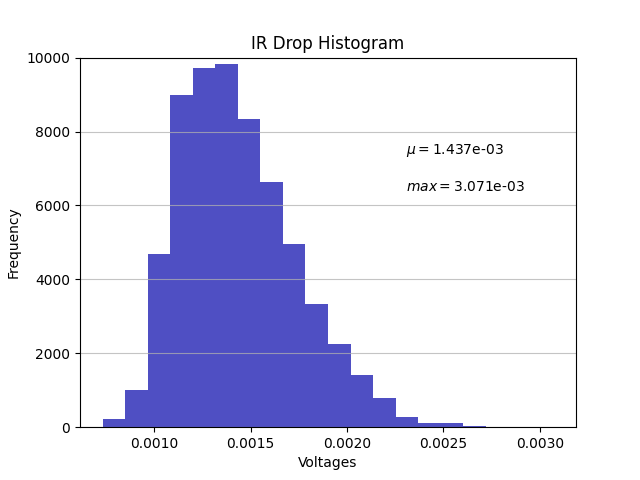 IR Drop Histogram
10000
8000
6000
4000
2000
0
Frequency
μ = 1.437e-03
max = 3.071e-03
0.0010 0.0015 0.0020 0.0025 0.0030
Voltages